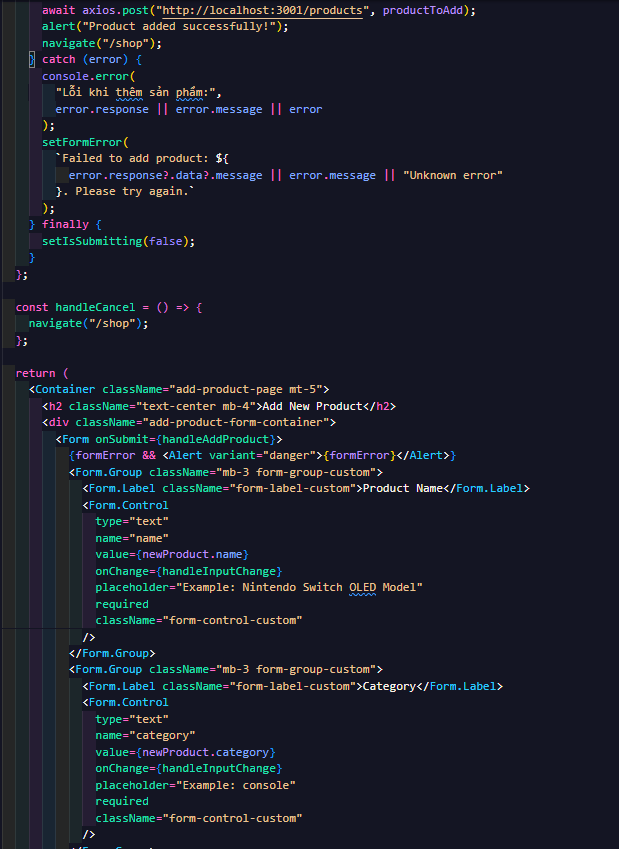 await axios.post("http://localhost:3001/products", productToAdd);
alert("Product added successfully!");
navigate("/shop");
} catch (error) {
console.error(
"Lỗi khi thêm sản phẩm:",
error.response || error.message || error
);
setFormError(
`Failed to add product: ${
error.response?.data?.message || error.message || "Unknown error"
}. Please try again.`
);
} finally {
setIsSubmitting(false);
}
};
const handleCancel = () => {
navigate("/shop");
};
return (
<Container className="add-product-page mt-5">
<h2 className="text-center mb-4">Add New Product</h2>
<div className="add-product-form-container">
<Form onSubmit={handleAddProduct}>
{formError && <Alert variant="danger">{formError}</Alert>}
<Form.Group className="mb-3 form-group-custom">
<Form.Label className="form-label-custom">Product Name</Form.Label>
<Form.Control
type="text"
name="name"
value={newProduct.name}
onChange={handleInputChange}
placeholder="Example: Nintendo Switch OLED Model"
required
className="form-control-custom"
/>
</Form.Group>
<Form.Group className="mb-3 form-group-custom">
<Form.Label className="form-label-custom">Category</Form.Label>
<Form.Control
type="text"
name="category"
value={newProduct.category}
onChange={handleInputChange}
placeholder="Example: console"
required
className="form-control-custom"
/>